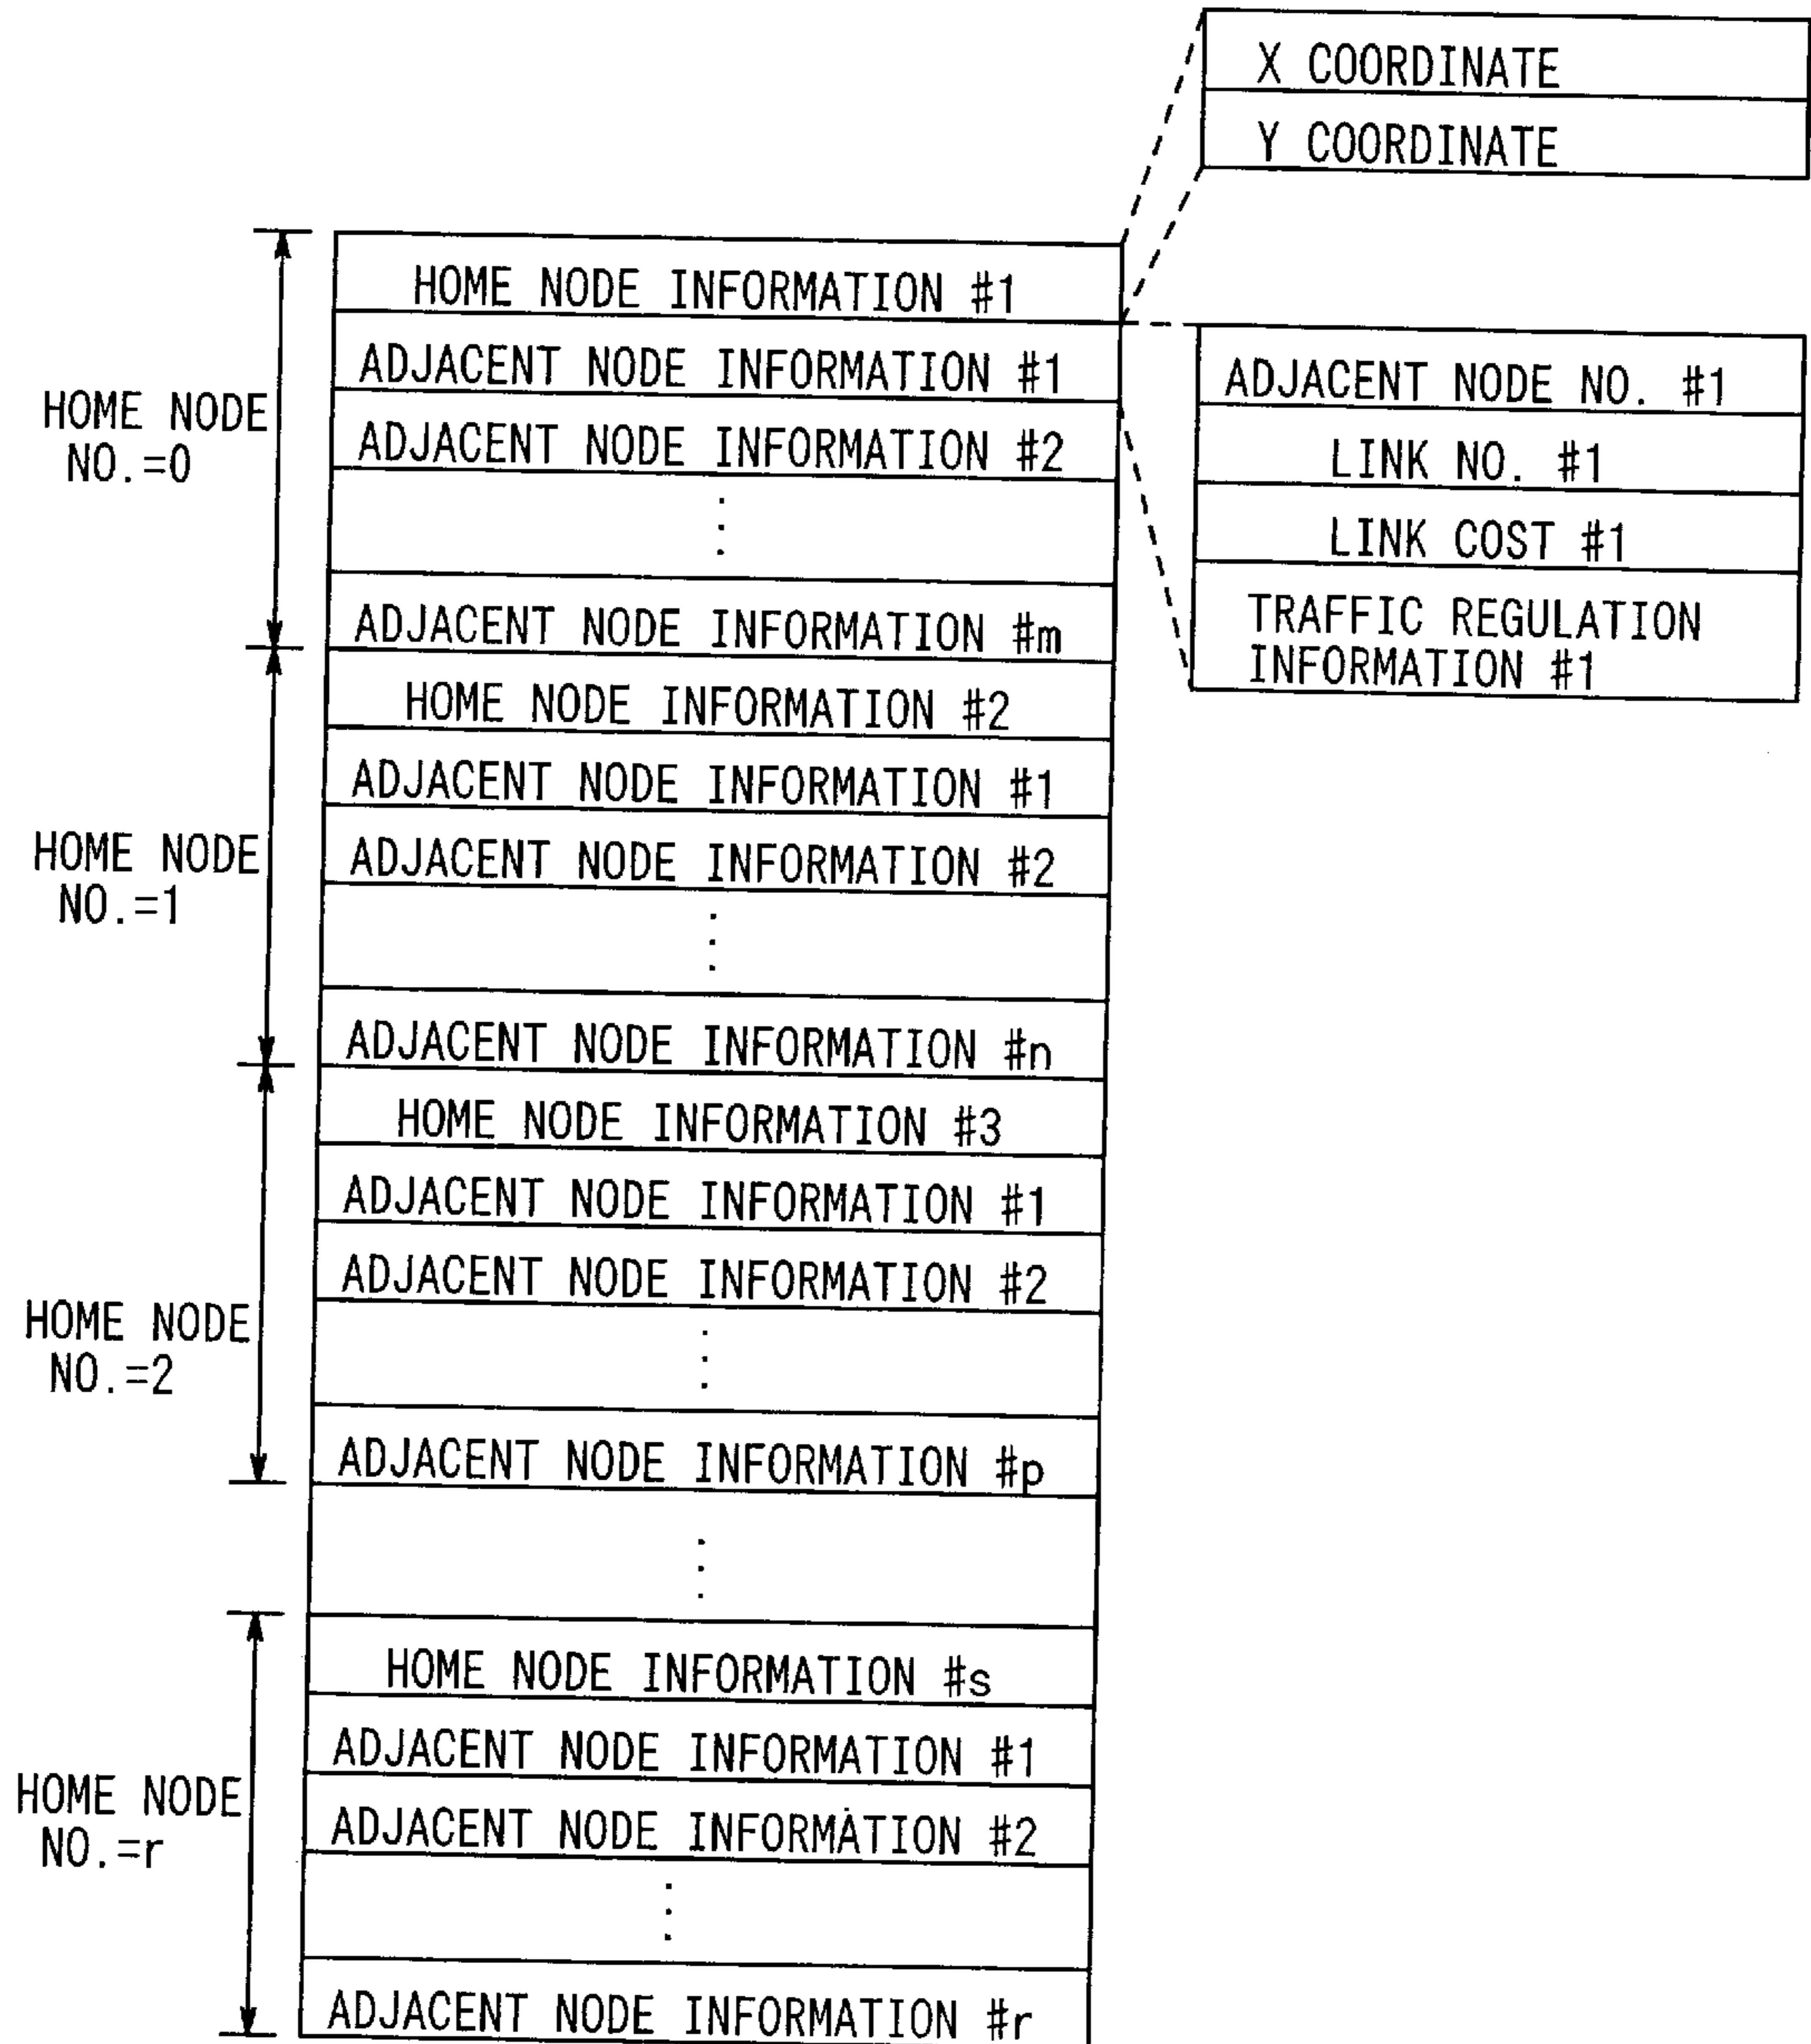 X COORDINATE
Y COORDINATE
HOME NODE
NO.=0
HOME NODE INFORMATION #1
ADJACENT NODE INFORMATION #1
ADJACENT NODE INFORMATION #2
ADJACENT NODE INFORMATION #m
ADJACENT NODE NO. #1
LINK NO. #1
LINK COST #1
TRAFFIC REGULATION
INFORMATION #1
HOME NODE
NO.=1
HOME NODE INFORMATION #2
ADJACENT NODE INFORMATION #1
ADJACENT NODE INFORMATION #2
ADJACENT NODE INFORMATION #n
HOME NODE
NO.=2
HOME NODE INFORMATION #3
ADJACENT NODE INFORMATION #1
ADJACENT NODE INFORMATION #2
ADJACENT NODE INFORMATION #p
HOME NODE
NO.=r
HOME NODE INFORMATION #s
ADJACENT NODE INFORMATION #1
ADJACENT NODE INFORMATION #2
ADJACENT NODE INFORMATION #r